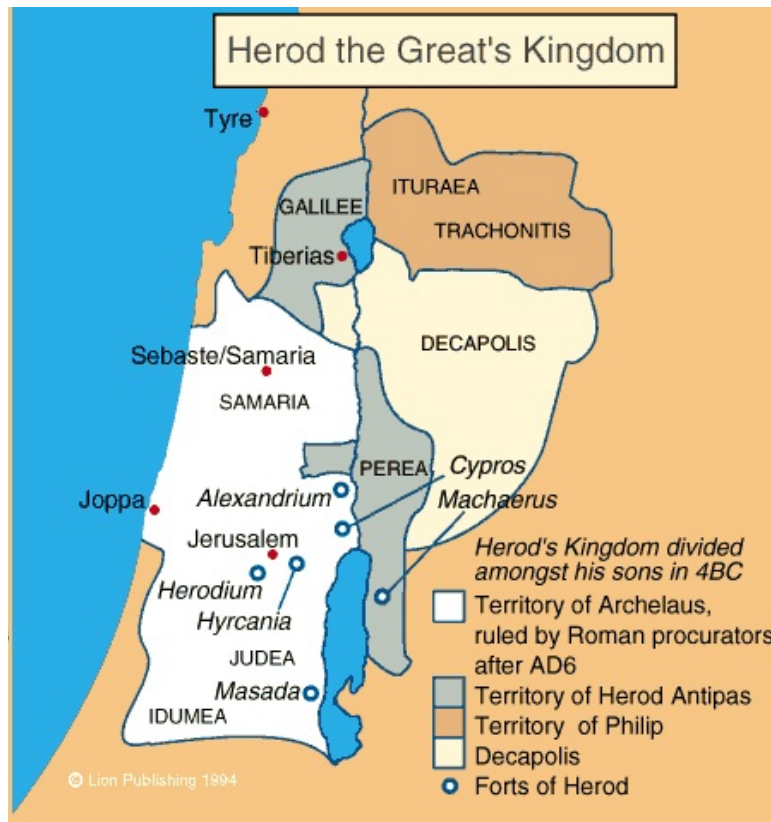 Herod the Great's Kingdom
Tyre
ITURAEA
GALILEE
TRACHONITIS
Tiberias
DECAPOLIS
Sebaste/Samaria
SAMARIA
PEREA
Cypros
Alexandrium
Machaerus
Joppa
Jerusalem
Herod's Kingdom divided
amongst his sons in 4BC
Herodium
Territory of Archelaus,
Hyrcania
ruled by Roman procurators
JUDEA
after AD6
Masada
Territory of Herod Antipas
IDUMEA
Territory of Philip
Decapolis
© Lion Publishing 1994
Forts of Herod